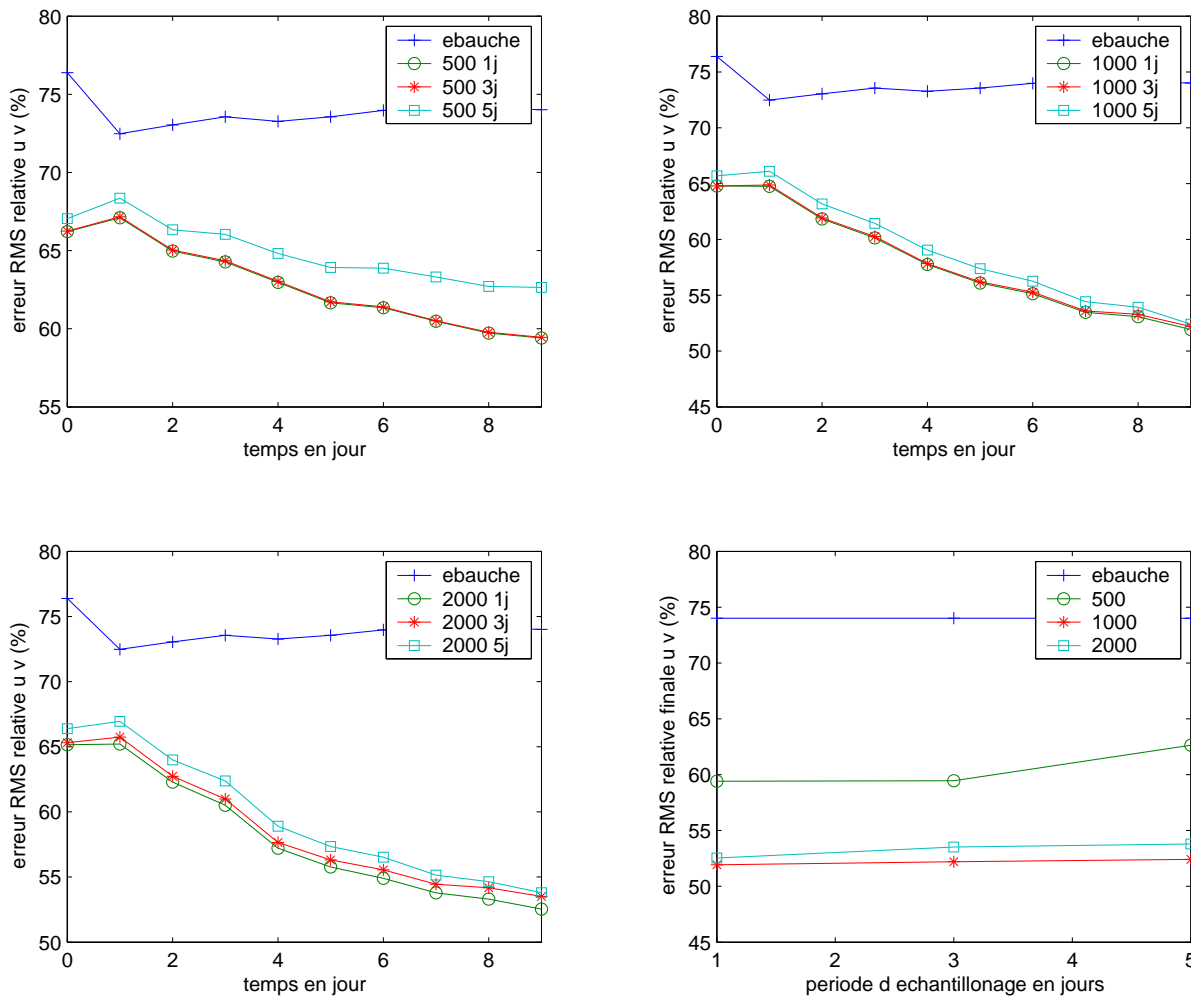 80
75
70
65
60
55
0
2
4
6
8
erreur RMS relative u v (%)
temps en jour
ebauche
500 1j
500 3j
500 5j
80
75
70
65
60
55
50
45
0
2
4
6
8
erreur RMS relative u v (%)
temps en jour
ebauche
1000 1j
1000 3j
1000 5j
80
75
70
65
60
55
50
0
2
4
6
8
erreur RMS relative u v (%)
temps en jour
ebauche
2000 1j
2000 3j
2000 5j
80
75
70
65
60
55
50
45
1
2
3
4
5
erreur RMS relative finale u v (%)
periode d echantillonage en jours
ebauche
500
1000
2000